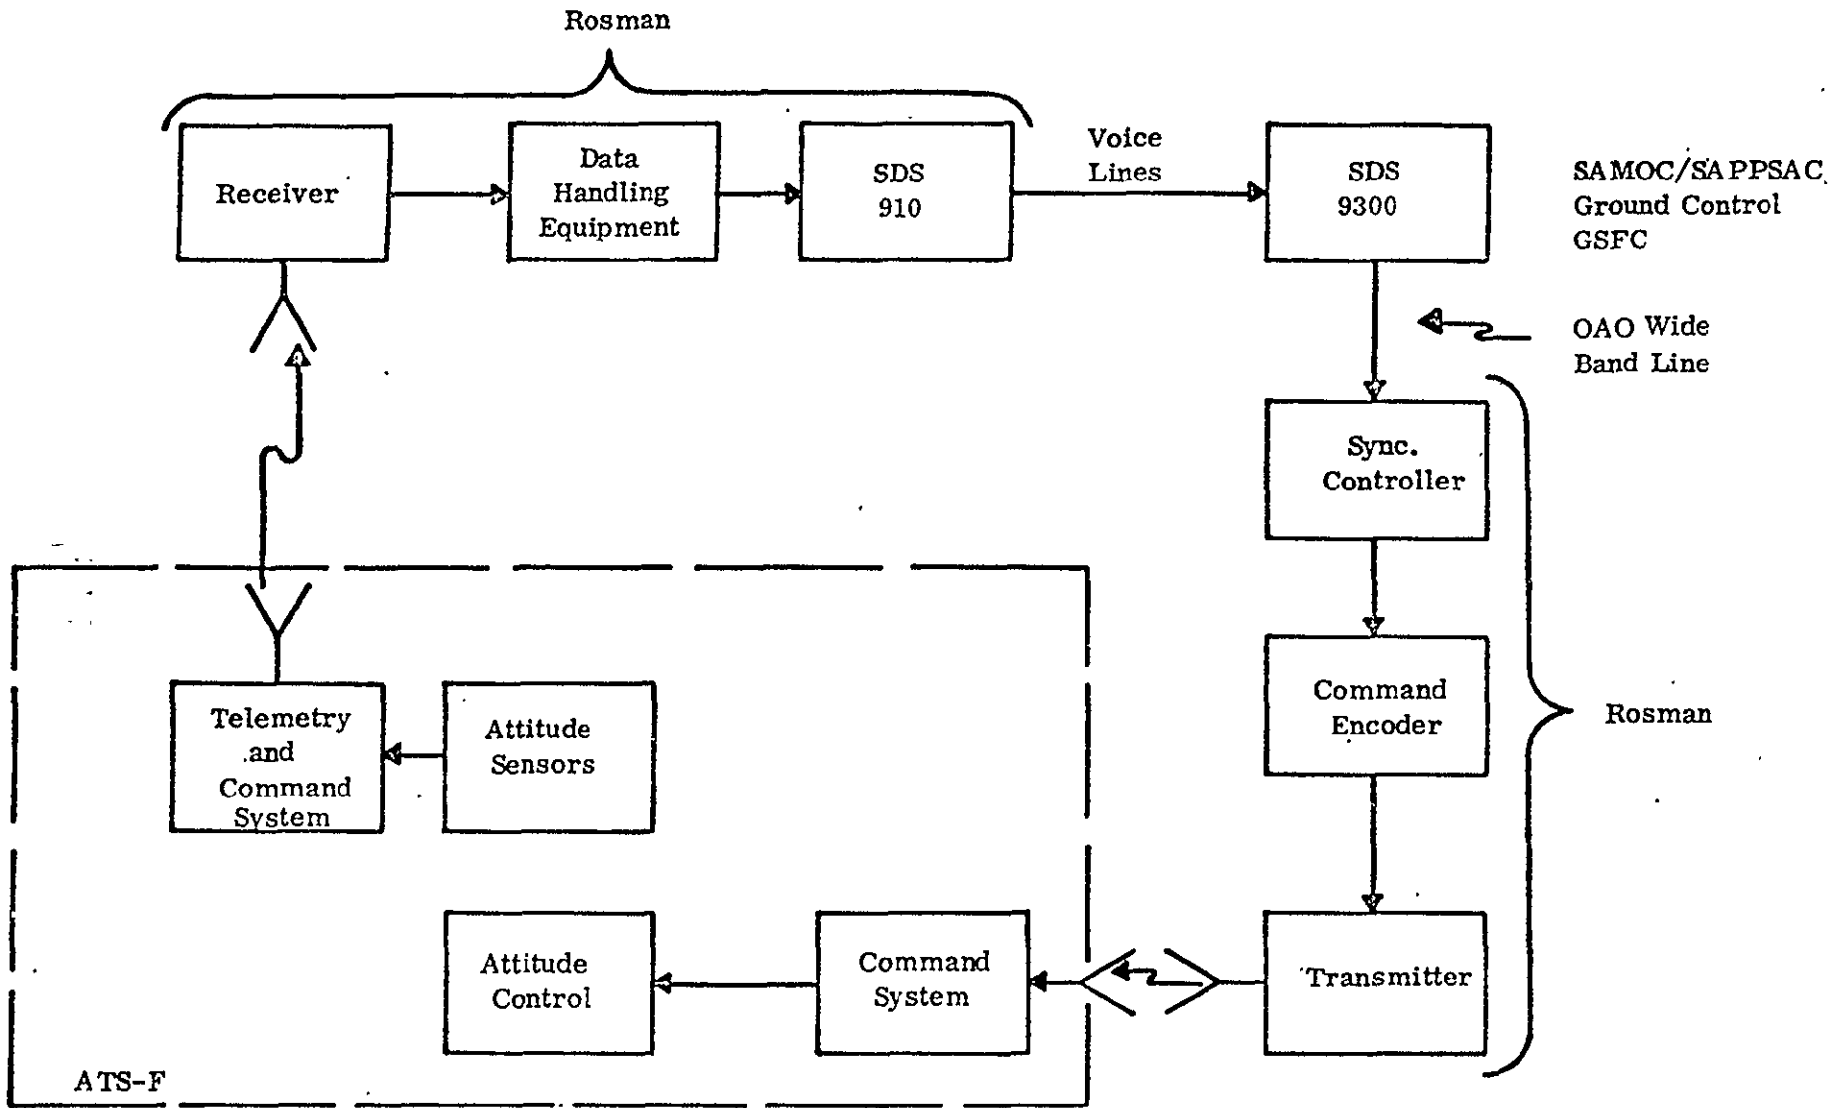 Rosman
Receiver
Data
Handling
Equipment
SDS
910
Voice
Lines
SDS
9300
SAMOC/SAPPSAC
Ground Control
GSFC
OAO Wide
Band Line
Sync.
Controller
Command
Encoder
Rosman
Transmitter
Telemetry
and
Command
System
Attitude
Sensors
Attitude
Control
Command
System
ATS-F